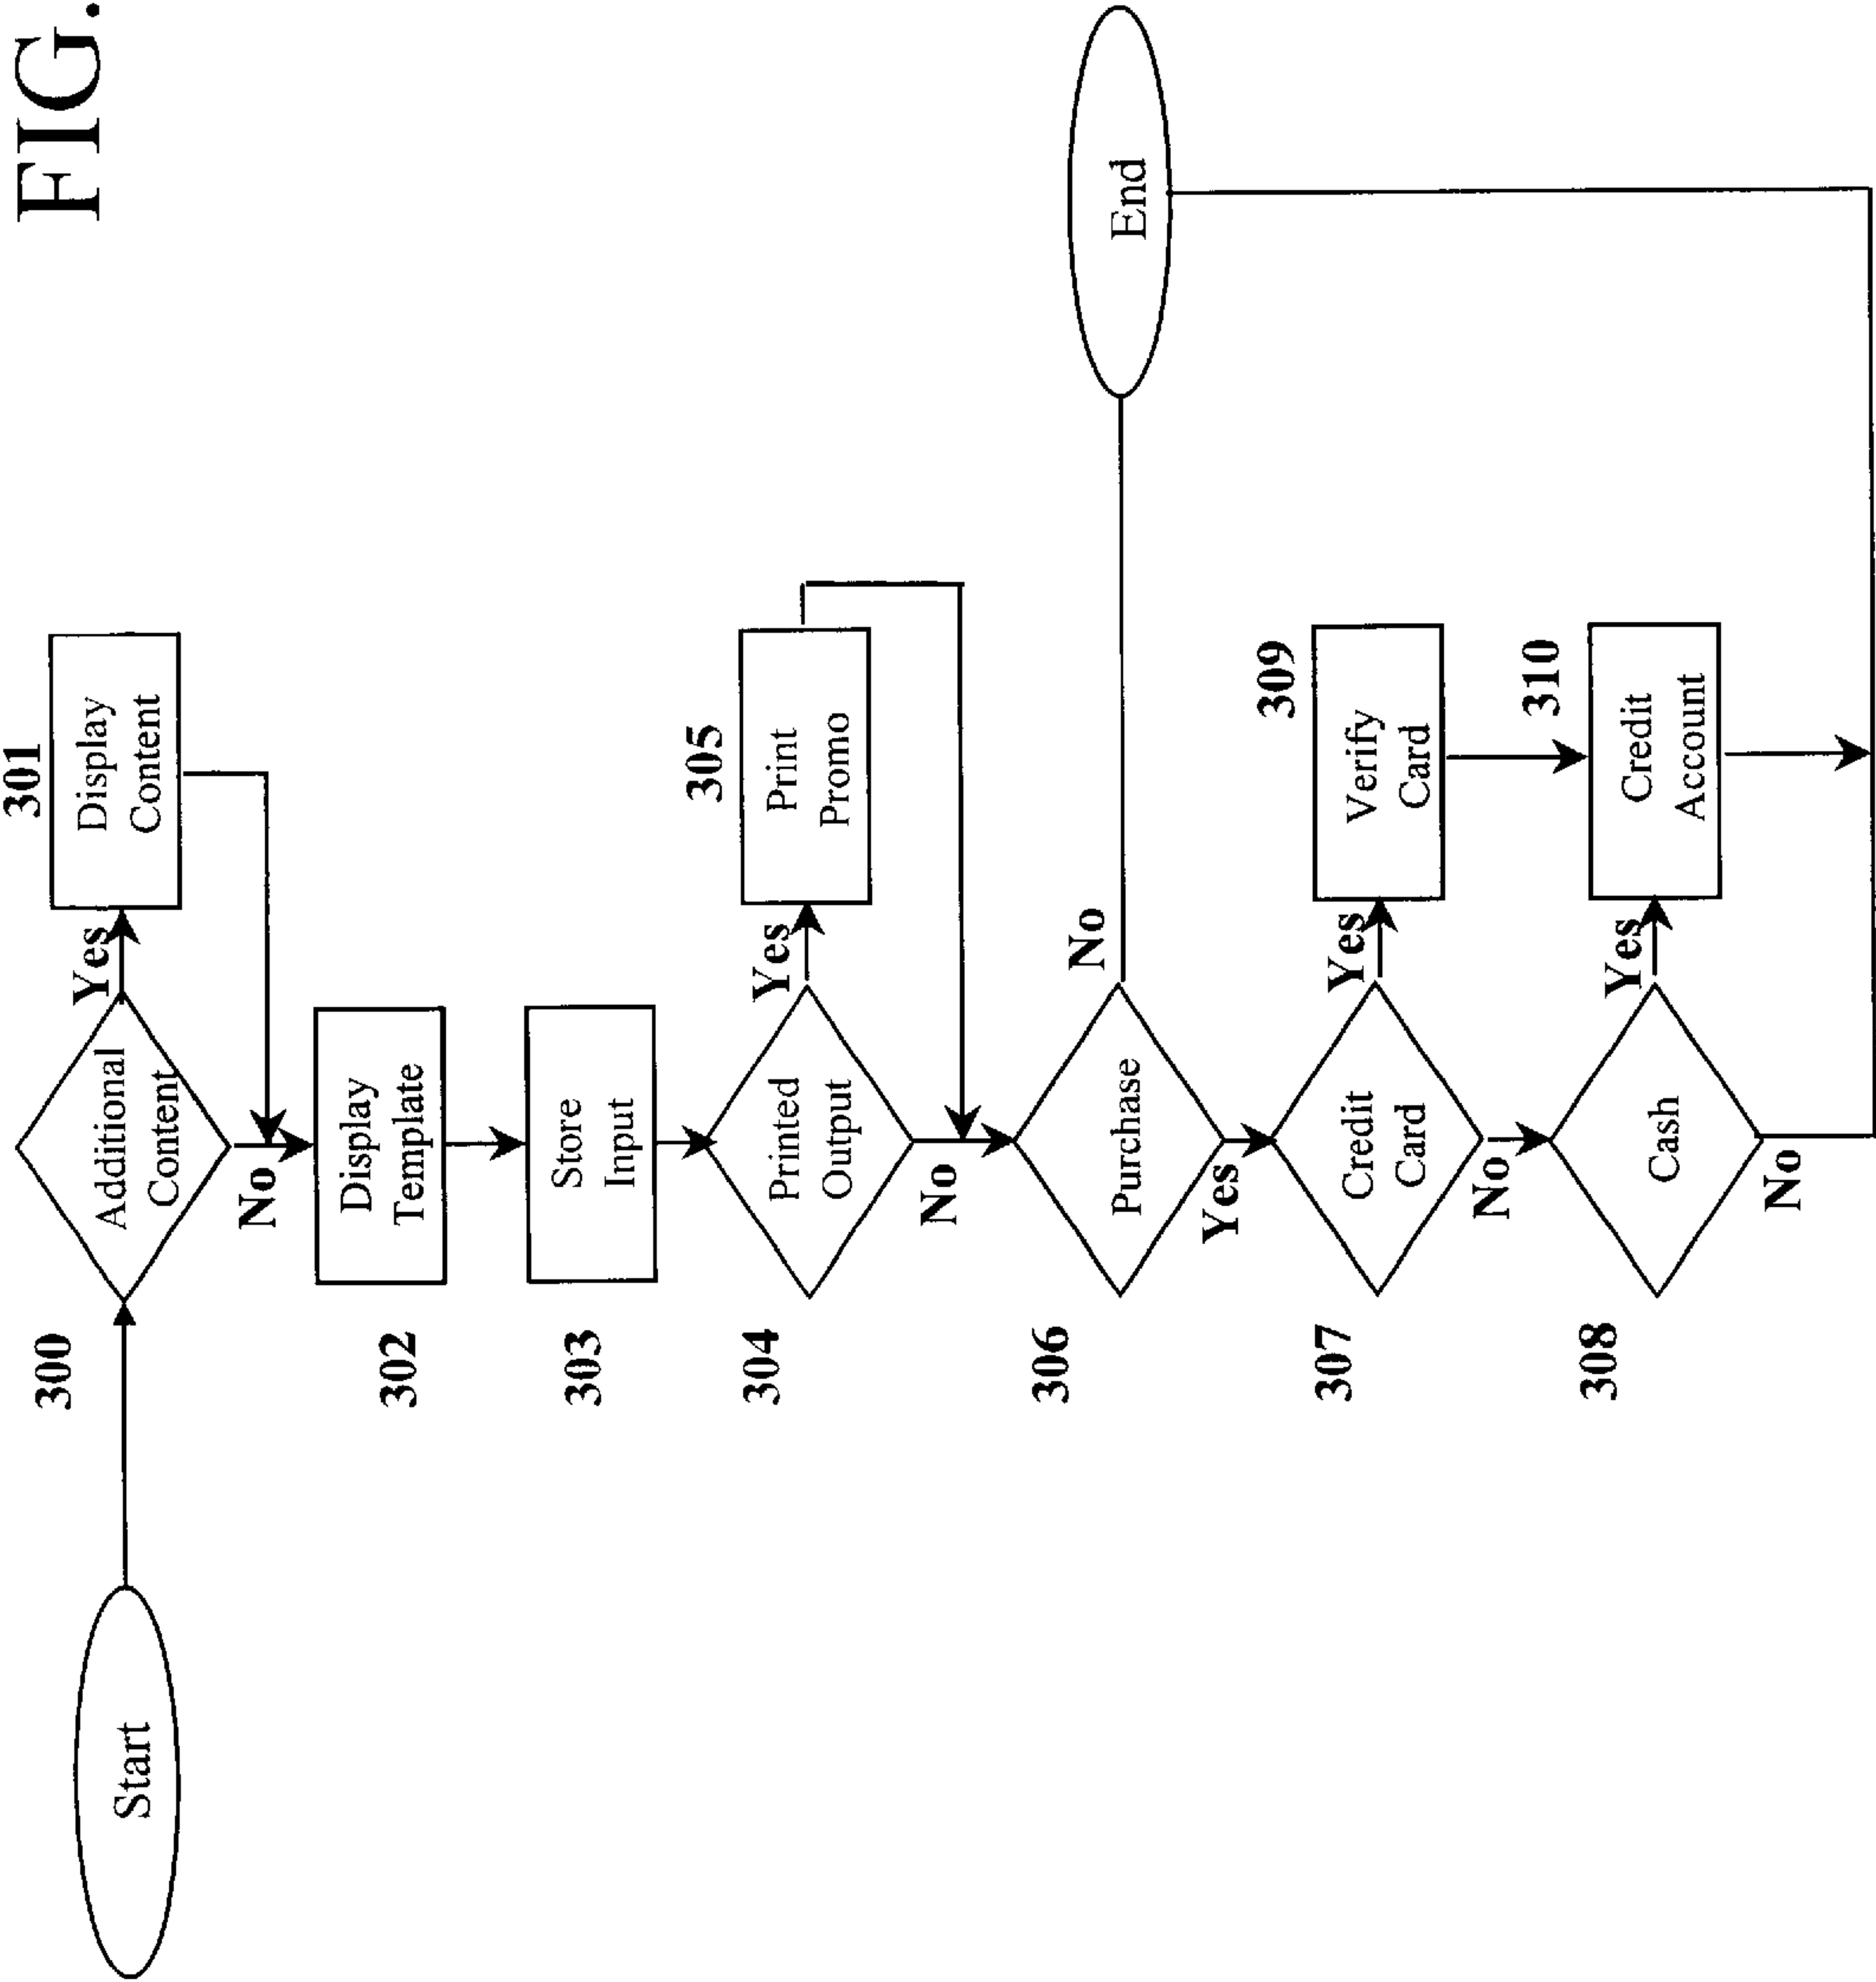 FIG.
Start
300
Additional
Content
Yes
301
Display
Content
No
302
Display
Template
303
Store
Input
304
Printed
Output
Yes
305
Print
Promo
No
306
Purchase
No
End
Yes
307
Credit
Card
Yes
309
Verify
Card
No
308
Cash
Yes
310
Credit
Account
No